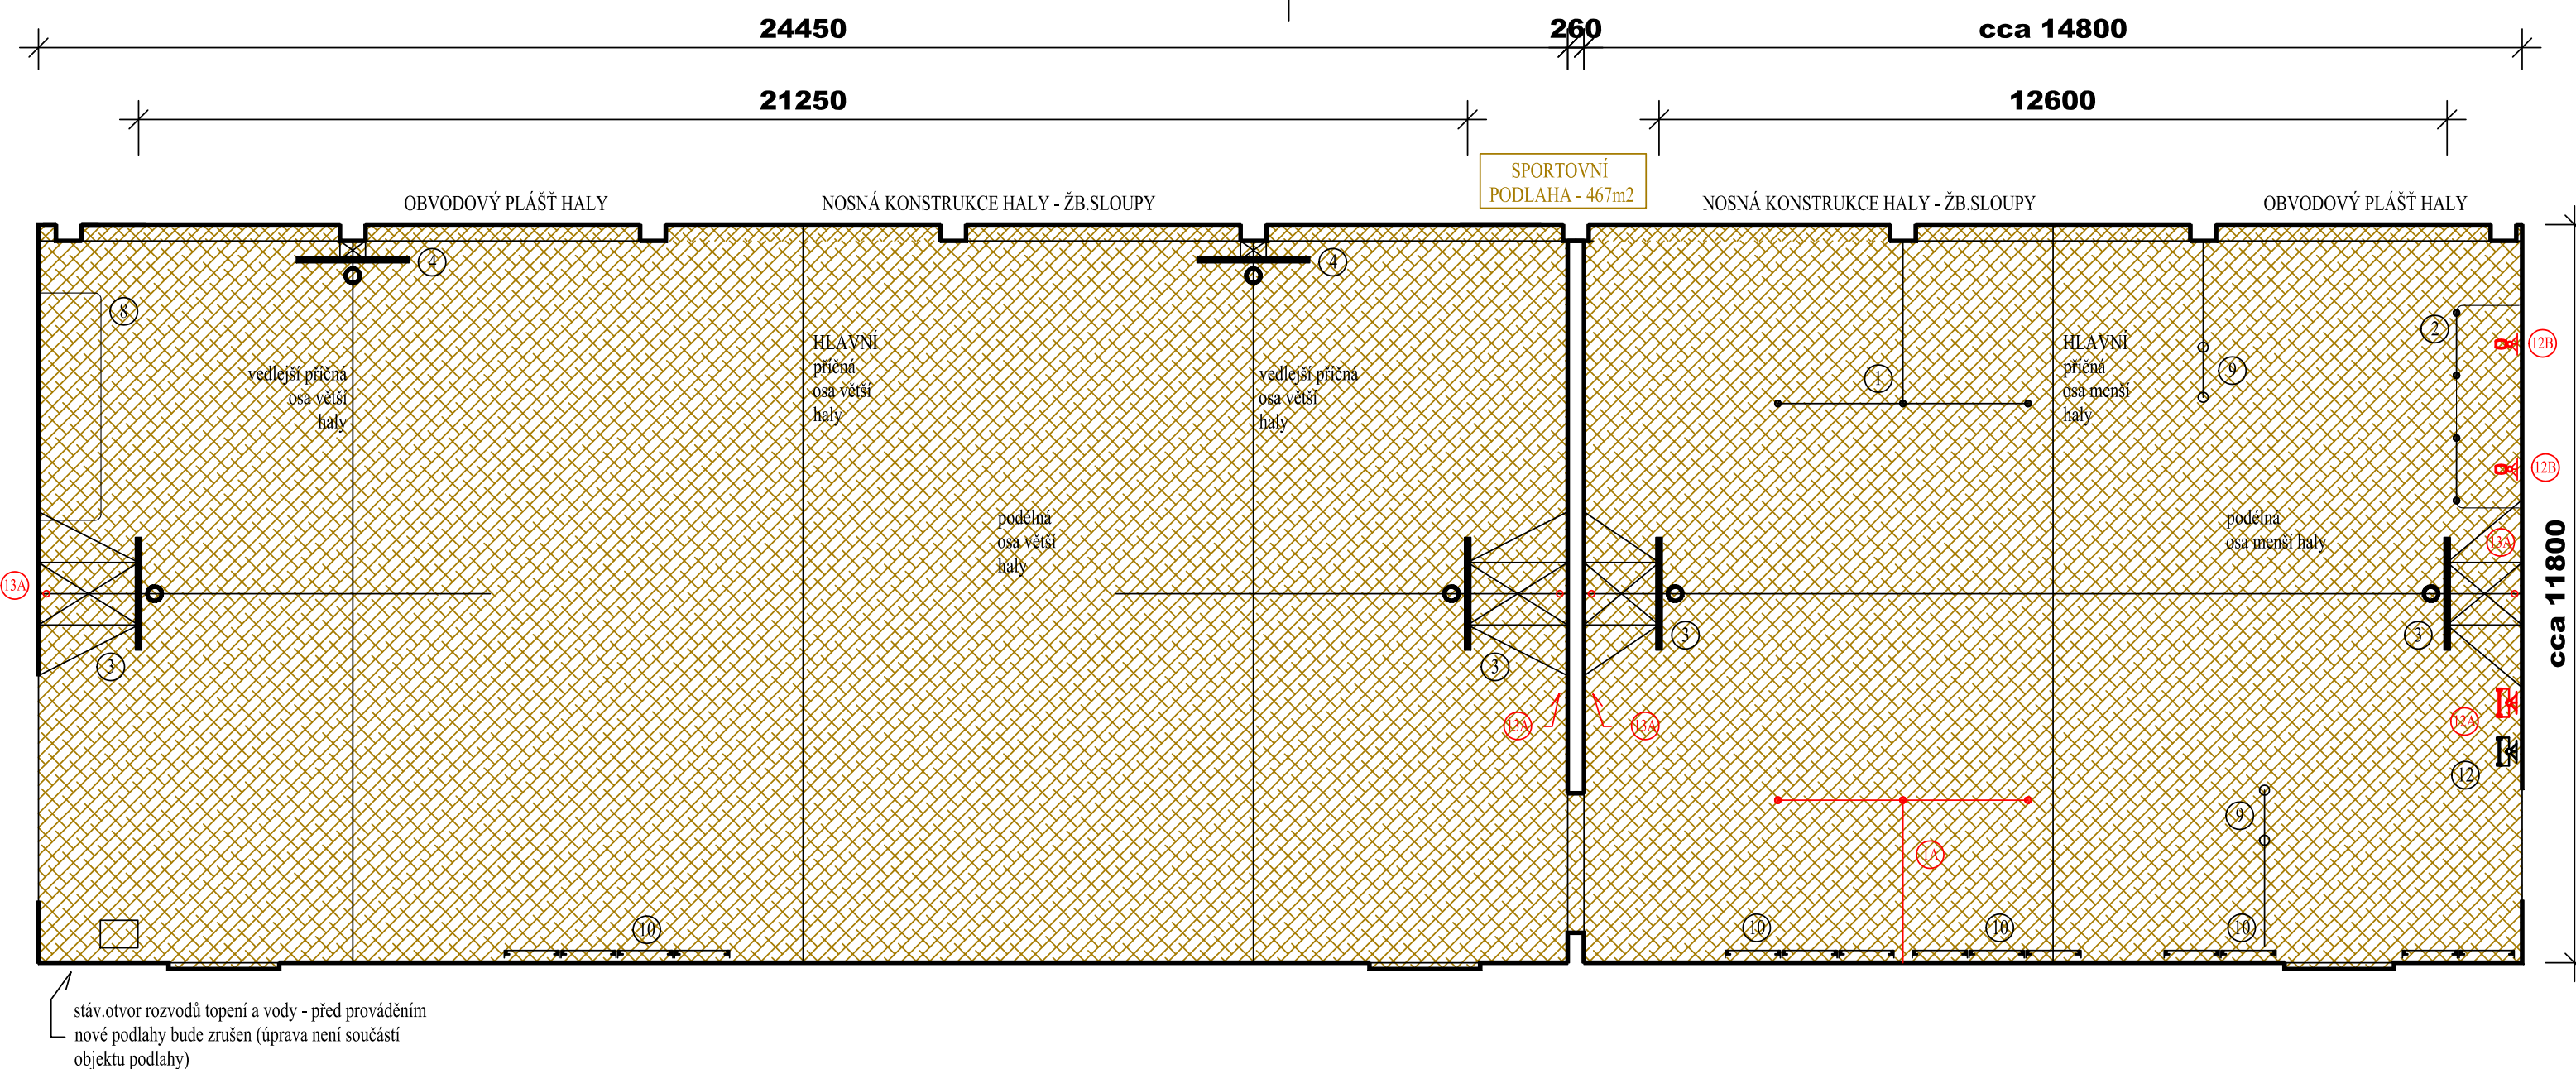 24450
260
cca 14800
21250
12600
SPORTOVNÍ
PODLAHA - 467m2
OBVODOVÝ PLÁŠŤ HALY
NOSNÁ KONSTRUKCE HALY - ŽB.SLOUPY
NOSNÁ KONSTRUKCE HALY - ŽB.SLOUPY
OBVODOVÝ PLÁŠŤ HALY
4
4
8
2
12B
HLAVNÍ
příčná
osa větší
haly
HLAVNÍ
příčná
osa menší
haly
vedlejší příčná
osa větší
haly
vedlejší příčná
osa větší
haly
1
9
12B
podélná
osa větší
haly
podélná
osa menší haly
13A
13A
cca 11800
3
3
3
3
13A
13A
12A
12
9
1A
10
10
10
10
stáv.otvor rozvodů topení a vody - před prováděním
nové podlahy bude zrušen (úprava není součástí
objektu podlahy)